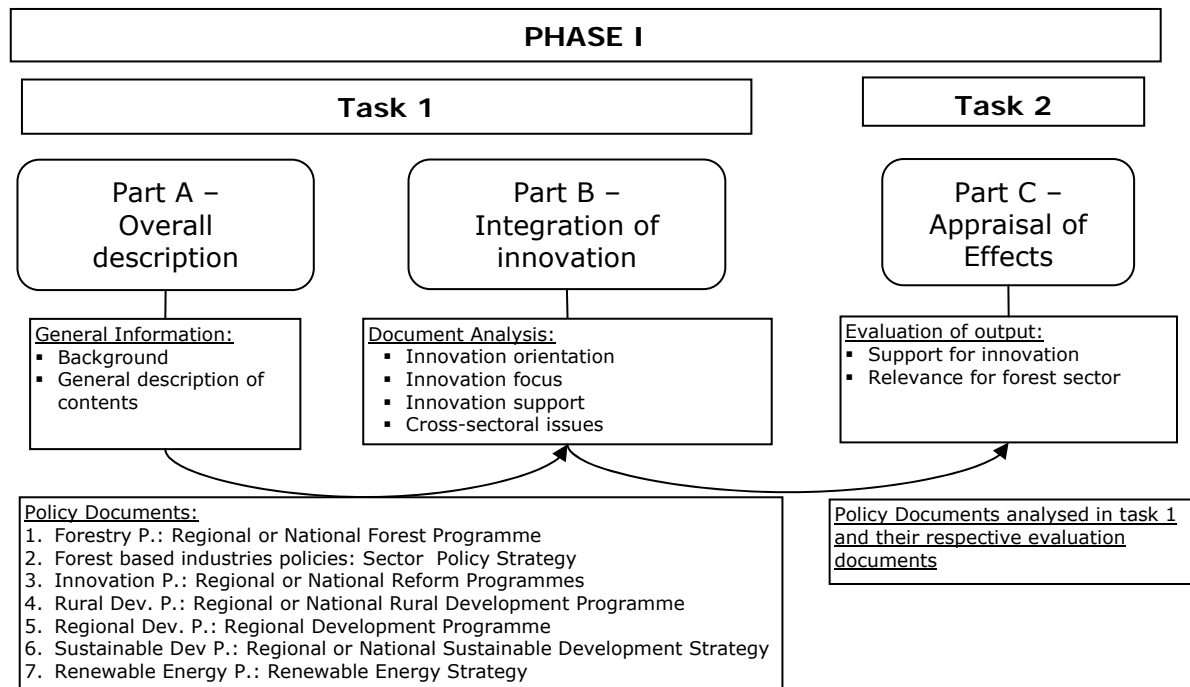 PHASE I
Task 1
Task 2
Part A –
Overall
description
Part B –
Integration of
innovation
Part C –
Appraisal of
Effects
General Information:
▪ Background
▪ General description of
contents
Document Analysis:
▪ Innovation orientation
▪ Innovation focus
▪ Innovation support
▪ Cross-sectoral issues
Evaluation of output:
▪ Support for innovation
▪ Relevance for forest sector
Policy Documents:
1. Forestry P.: Regional or National Forest Programme
2. Forest based industries policies: Sector Policy Strategy
3. Innovation P.: Regional or National Reform Programmes
4. Rural Dev. P.: Regional or National Rural Development Programme
5. Regional Dev. P.: Regional Development Programme
6. Sustainable Dev P.: Regional or National Sustainable Development Strategy
7. Renewable Energy P.: Renewable Energy Strategy
Policy Documents analysed in task 1
and their respective evaluation
documents